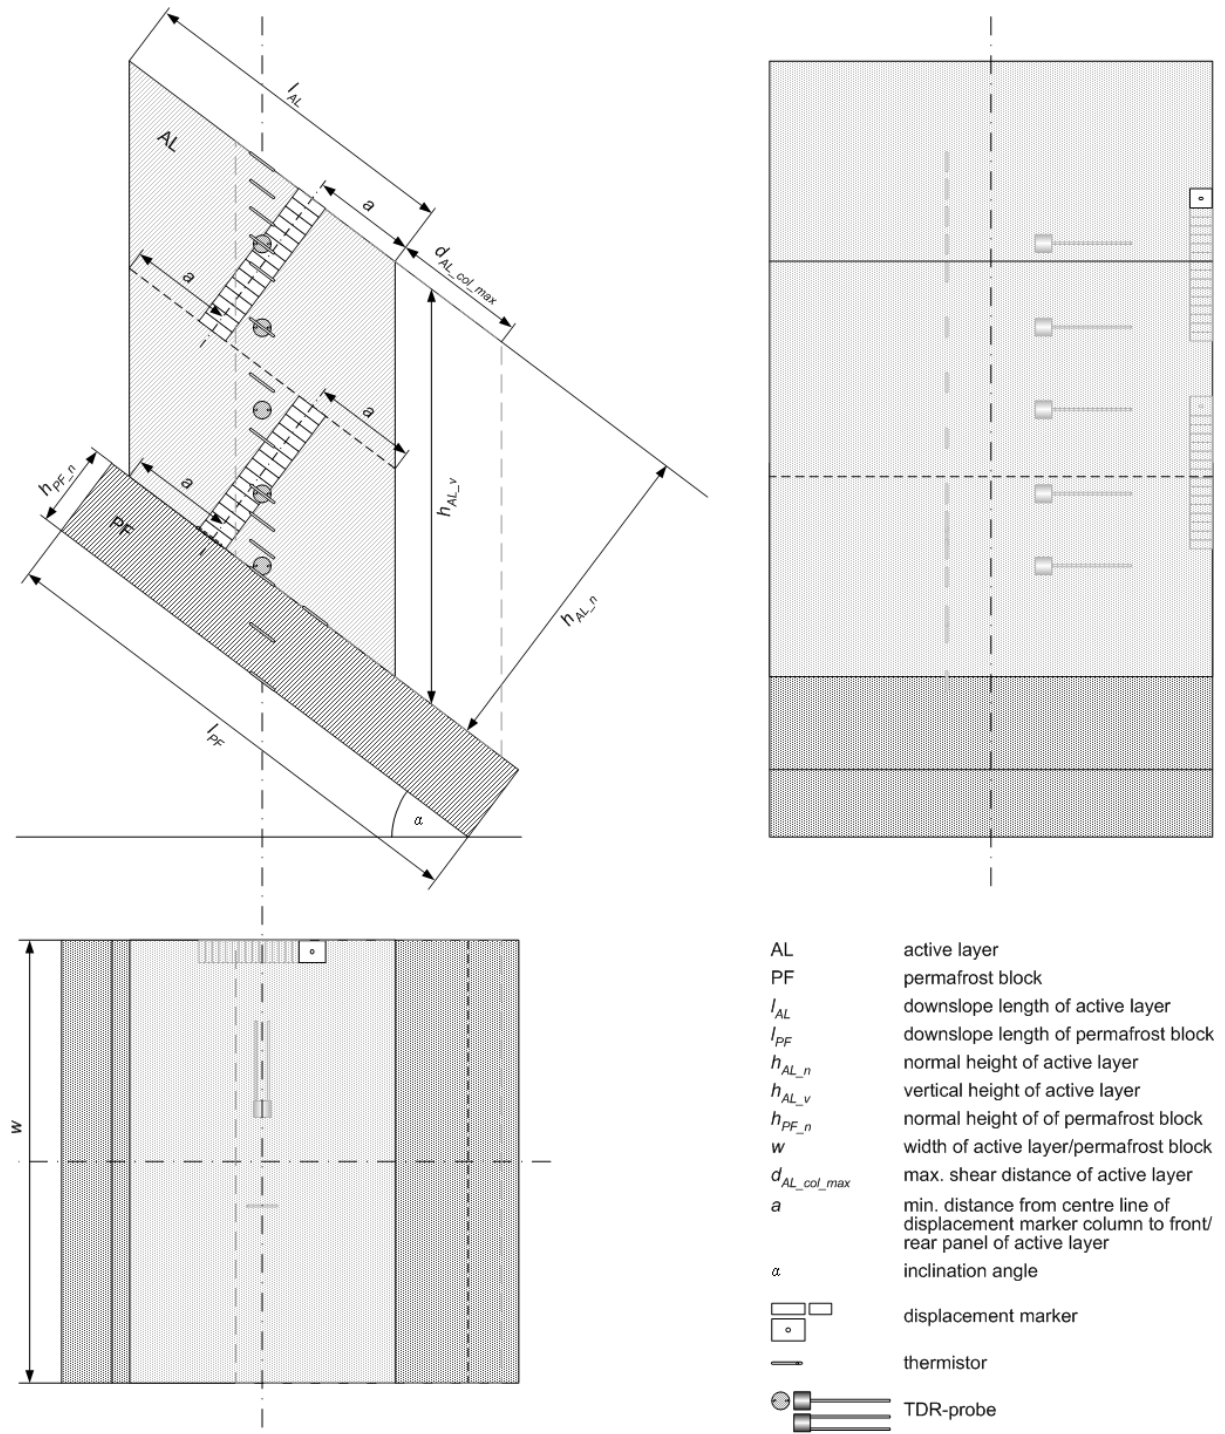 l_AL
AL
a
d_AL_col_max
a
a
h_PF_n
a
h_AL_v
PF
h_AL_n
l_PF
α
w
AL active layer
PF permafrost block
l_AL downslope length of active layer
l_PF downslope length of permafrost block
h_AL_n normal height of active layer
h_AL_v vertical height of active layer
h_PF_n normal height of of permafrost block
w width of active layer/permafrost block
d_AL_col_max max. shear distance of active layer
a min. distance from centre line of
displacement marker column to front/
rear panel of active layer
α inclination angle
displacement marker
thermistor
TDR-probe